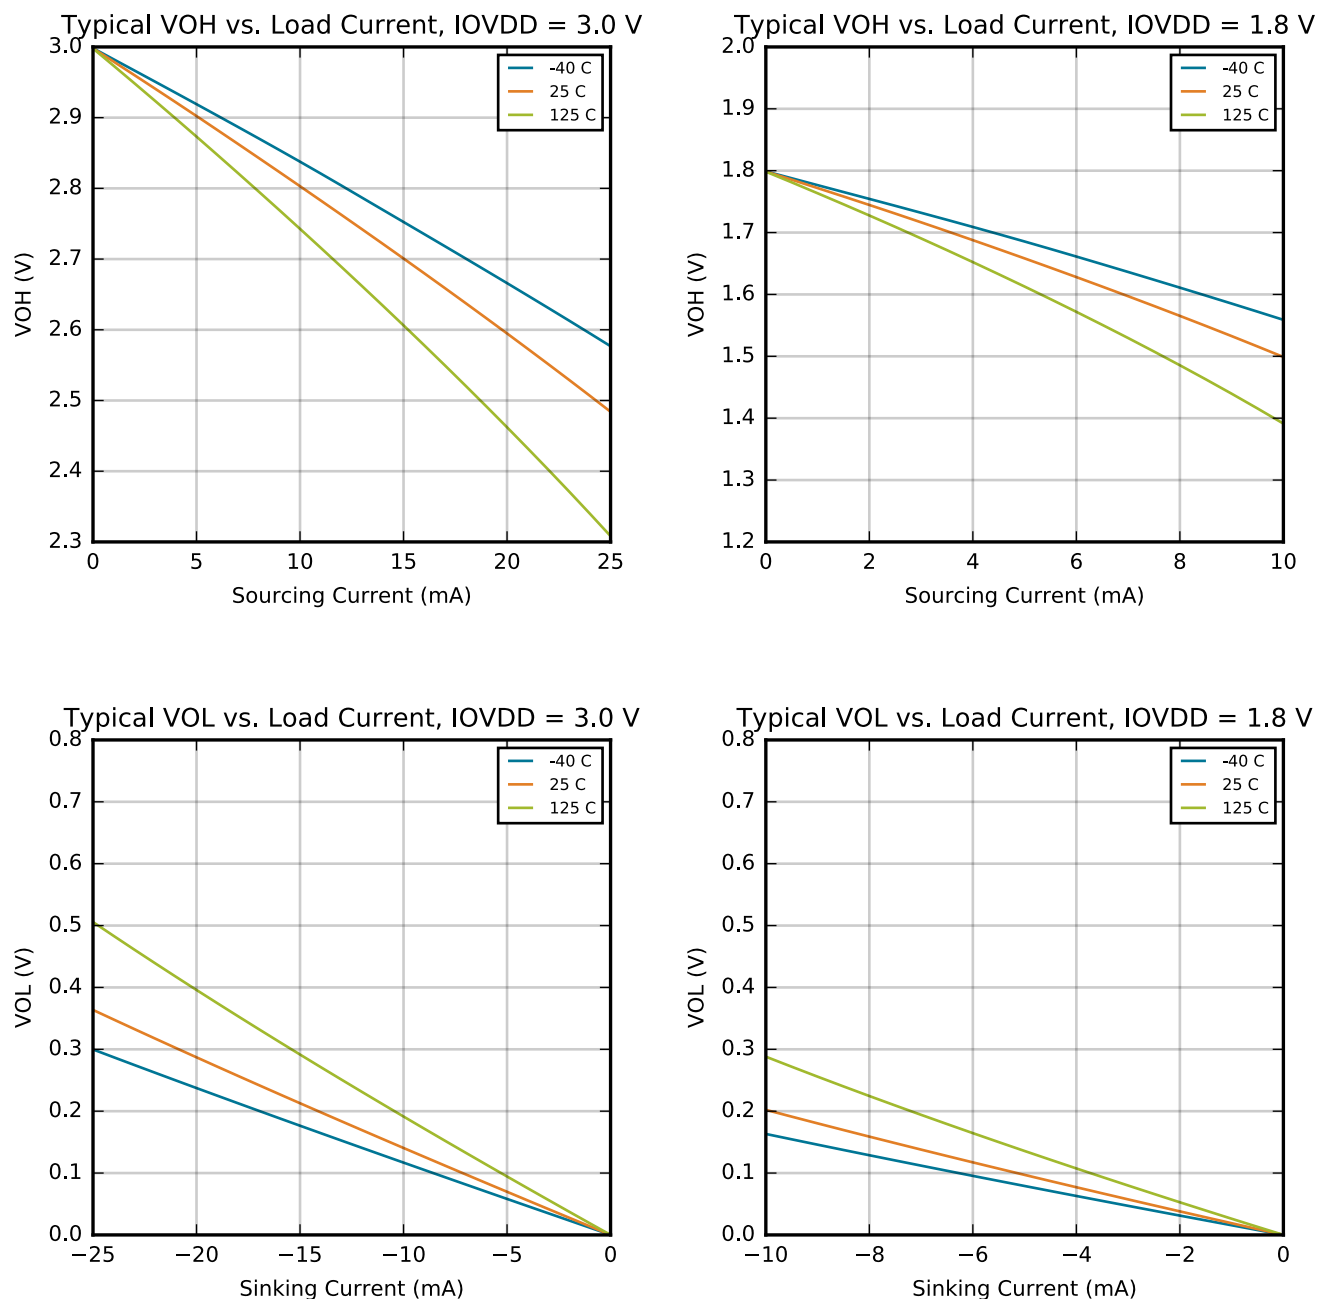 Typical VOH vs. Load Current, IOVDD = 3.0 V
3.0
2.9
2.8
2.7
2.6
2.5
2.4
2.3
VOH (V)
-40 C
25 C
125 C
0 5 10 15 20 25
Sourcing Current (mA)
Typical VOH vs. Load Current, IOVDD = 1.8 V
2.0
1.9
1.8
1.7
1.6
1.5
1.4
1.3
1.2
VOH (V)
-40 C
25 C
125 C
0 2 4 6 8 10
Sourcing Current (mA)
Typical VOL vs. Load Current, IOVDD = 3.0 V
0.8
0.7
0.6
0.5
0.4
0.3
0.2
0.1
0.0
VOL (V)
-40 C
25 C
125 C
−25 −20 −15 −10 −5 0
Sinking Current (mA)
Typical VOL vs. Load Current, IOVDD = 1.8 V
0.8
0.7
0.6
0.5
0.4
0.3
0.2
0.1
0.0
VOL (V)
-40 C
25 C
125 C
−10 −8 −6 −4 −2 0
Sinking Current (mA)